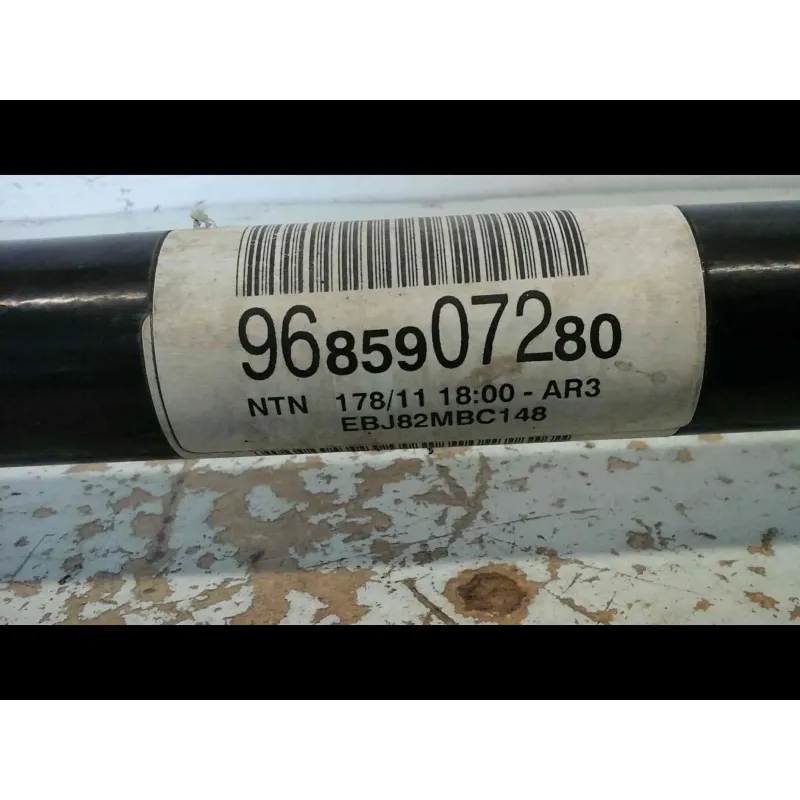 9685907280
NTN 178/11 18:00 - AR3
EBJ82MBC148